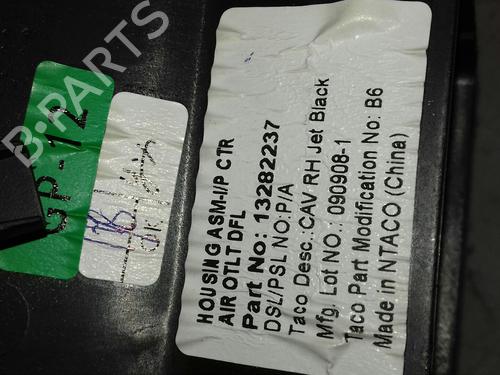 B-PARTS
GP-12
HOUSING ASM-I/P CTR
AIR OTLT DFL
Part No: 13282237
DSL/PSL NO:P/A
Taco Desc.: CAV RH Jet Black
Mfg. Lot NO.: 090908-1
Taco Part Modification No: B6
Made in NTACO (China)